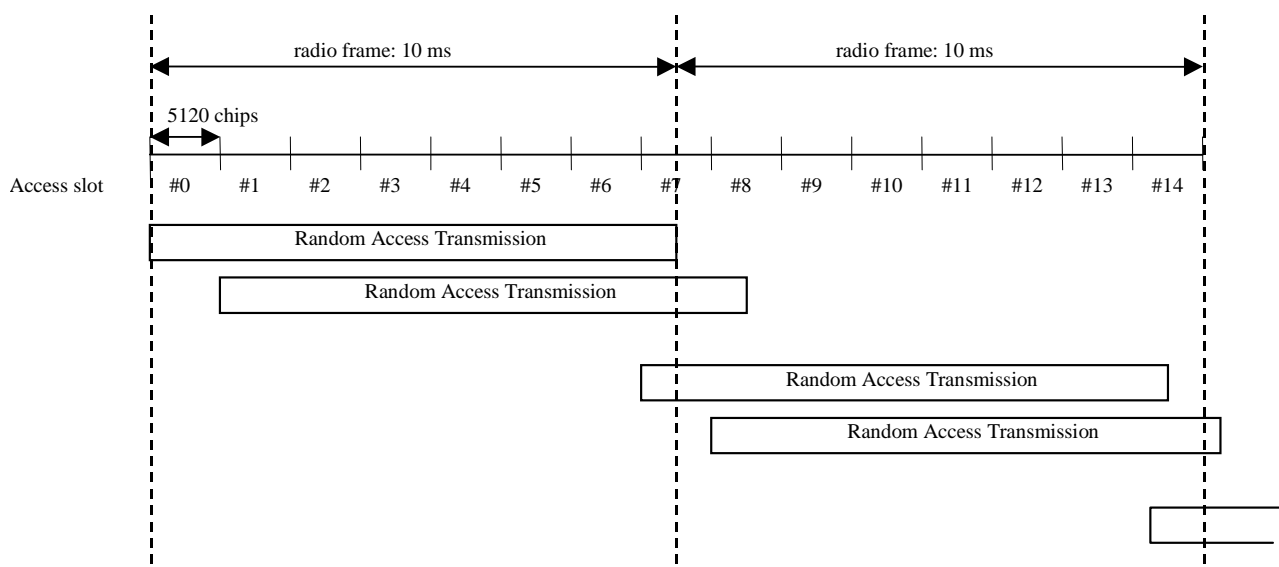 radio frame: 10 ms radio frame: 10 ms
5120 chips
Access slot #0 #1 #2 #3 #4 #5 #6 #7 #8 #9 #10 #11 #12 #13 #14
Random Access Transmission
Random Access Transmission
Random Access Transmission
Random Access Transmission